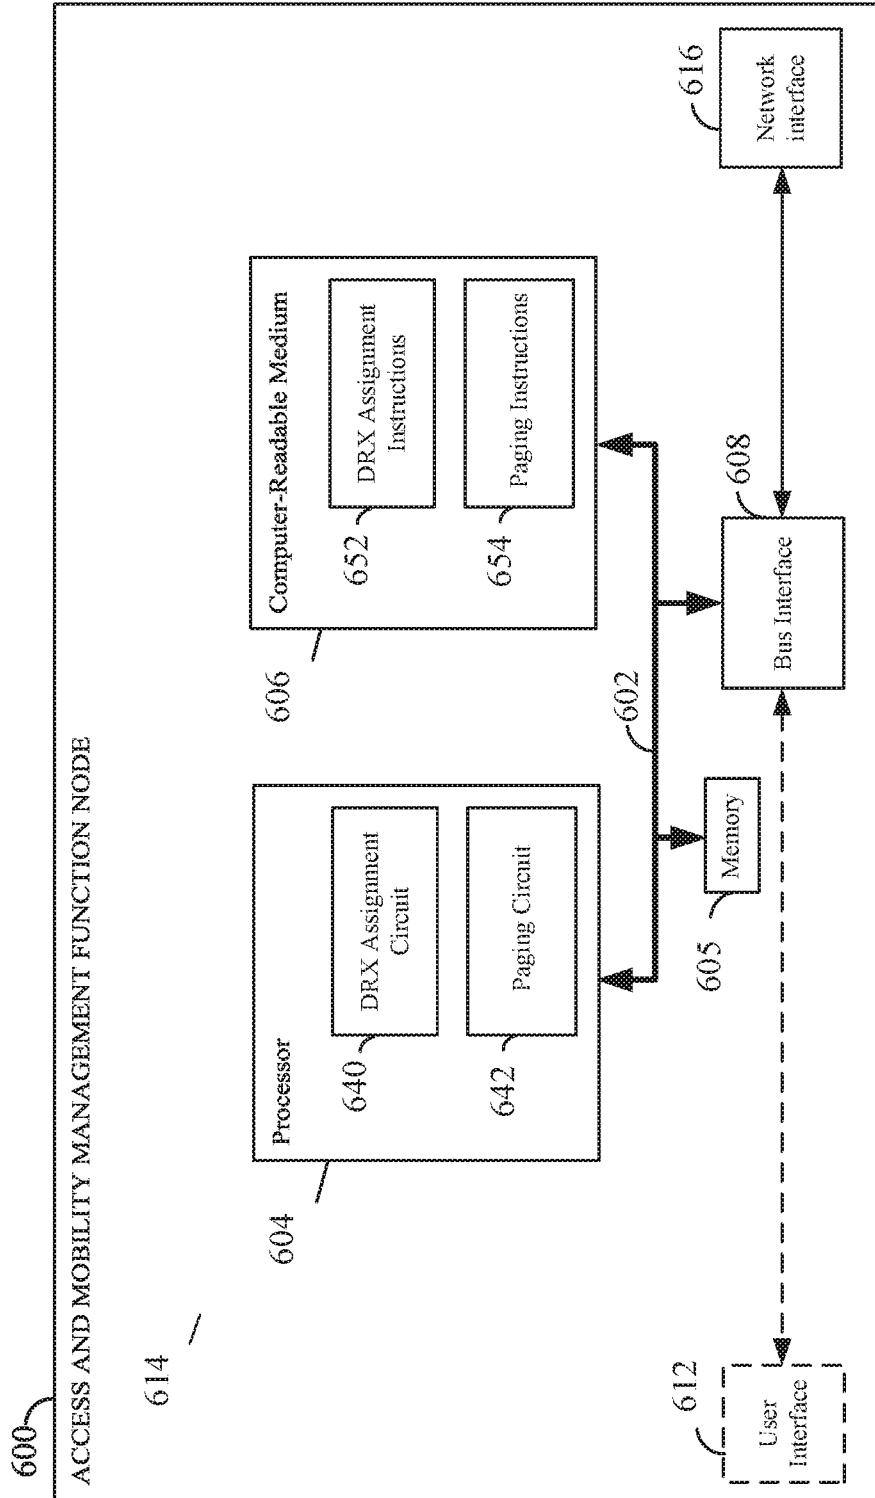 600
ACCESS AND MOBILITY MANAGEMENT FUNCTION NODE
614
604
606
Processor
Computer-Readable Medium
640
DRX Assignment
Circuit
652
DRX Assignment
Instructions
642
Paging Circuit
654
Paging Instructions
602
605
Memory
608
Bus Interface
612
User
Interface
616
Network
interface